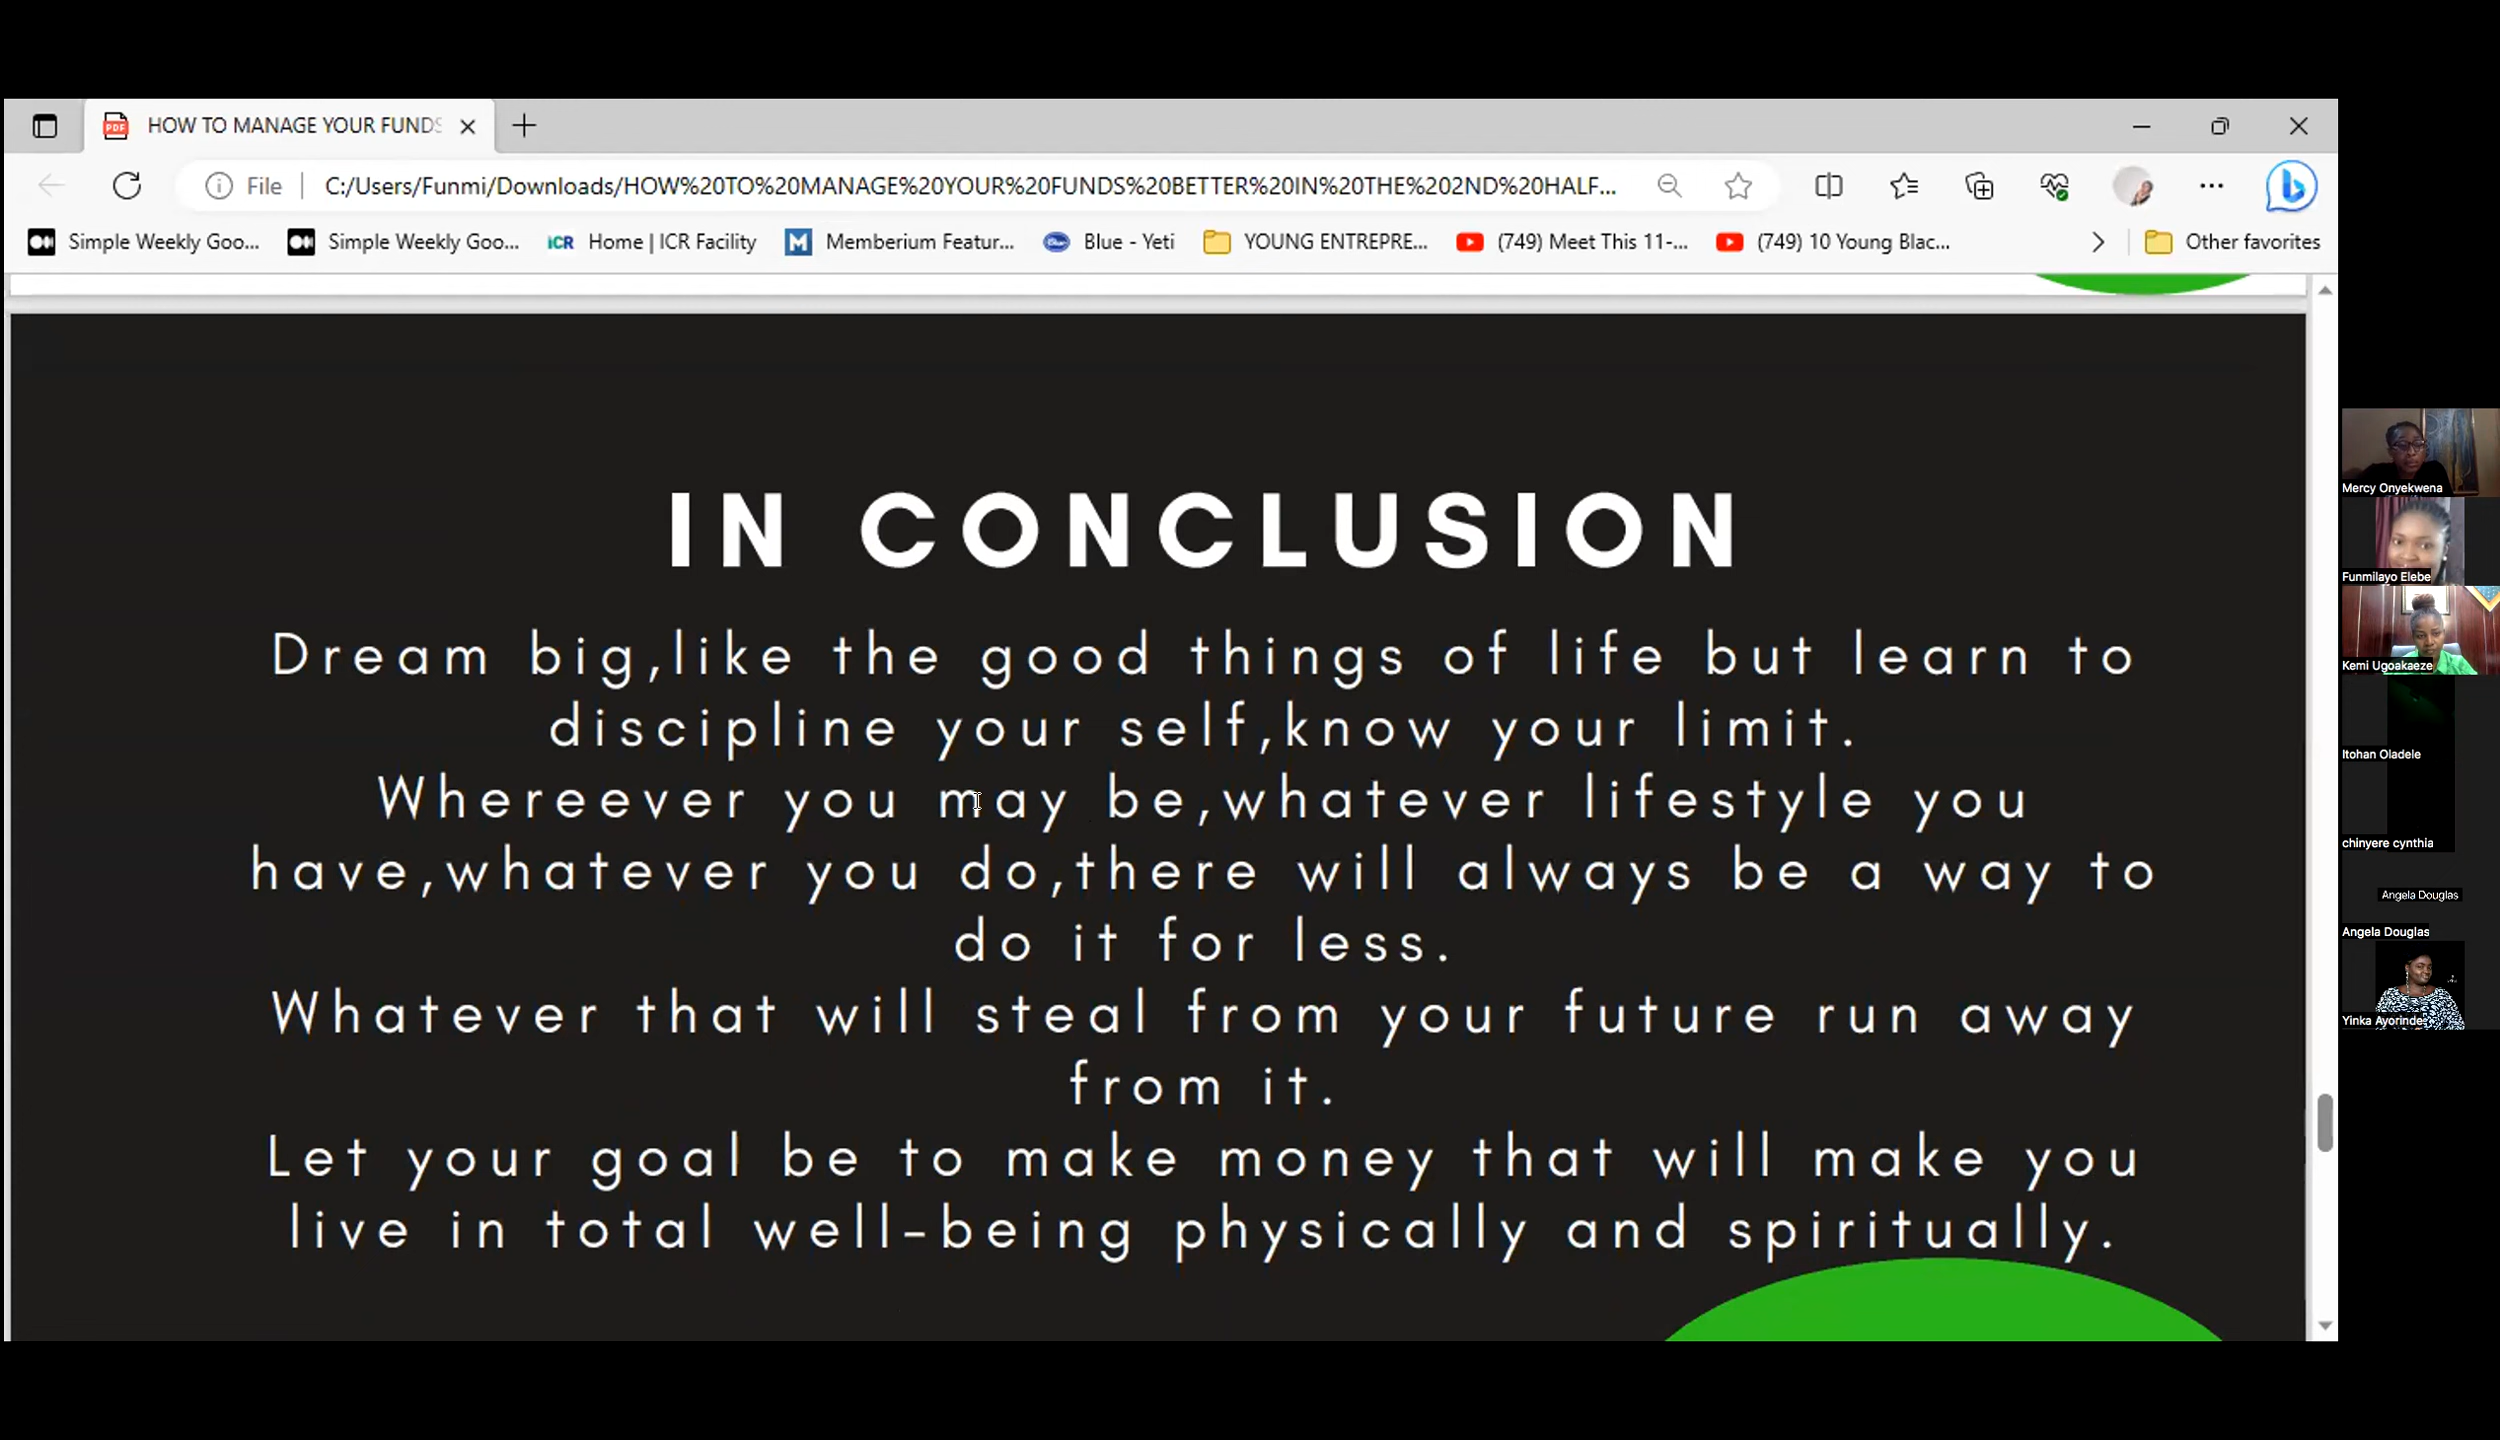 HOW TO MANAGE YOUR FUNDS
File
C:/Users/Funmi/Downloads/HOW%20TO%20MANAGE%20YOUR%20FUNDS%20BETTER%20IN%20THE%202ND%20HALF...
Simple Weekly Goo...
Simple Weekly Goo...
iCR Home | ICR Facility
M Memberium Featur...
Blue - Yeti
YOUNG ENTREPRE...
(749) Meet This 11-...
(749) 10 Young Blac...
Other favorites
IN CONCLUSION
Dream big,like the good things of life but learn to
discipline your self,know your limit.
Whereever you may be,whatever lifestyle you
have,whatever you do,there will always be a way to
do it for less.
Whatever that will steal from your future run away
from it.
Let your goal be to make money that will make you
live in total well-being physically and spiritually.
Mercy Onyekwena
Funmilayo Elebe
Kemi Ugoakaeze
Itohan Oladele
chinyere cynthia
Angela Douglas
Angela Douglas
Yinka Ayorinde